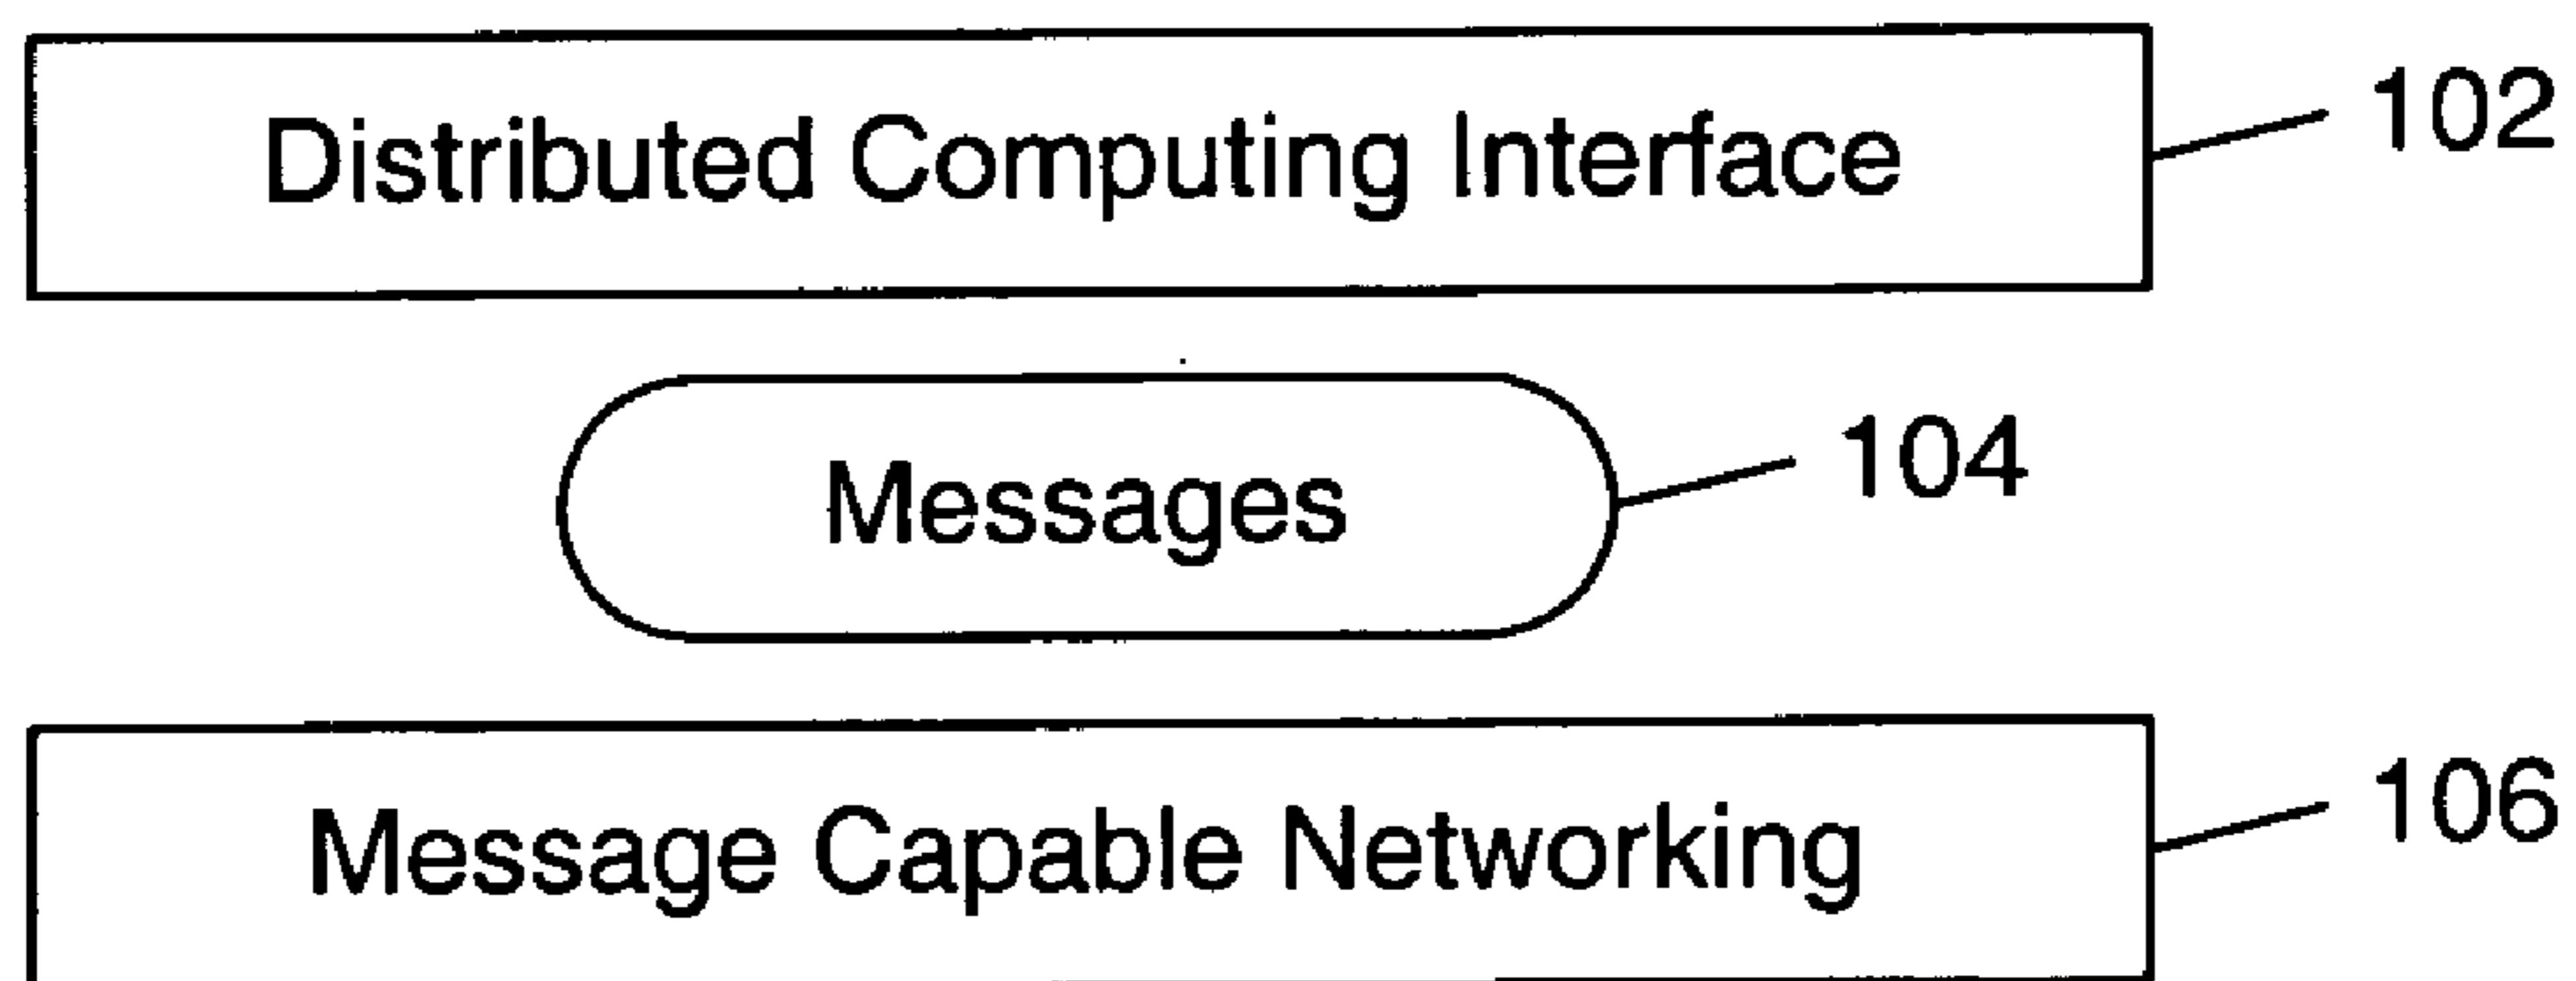 Distributed Computing Interface 102
Messages 104
Message Capable Networking 106